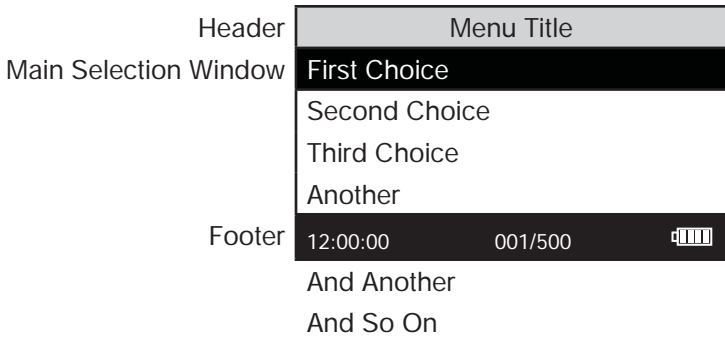 Header Menu Title
Main Selection Window First Choice
Second Choice
Third Choice
Another
Footer 12:00:00 001/500
And Another
And So On